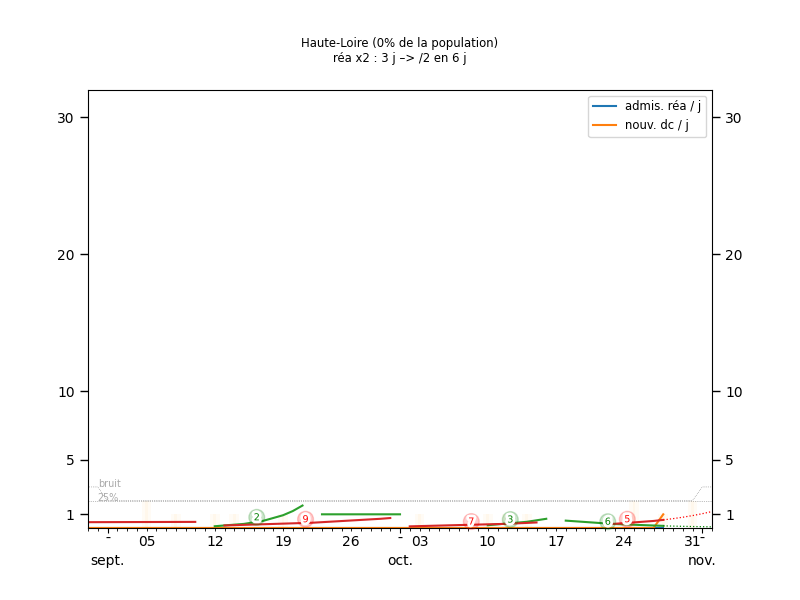 Haute-Loire (0% de la population)
réa x2 : 3 j –> /2 en 6 j
admis. réa / j
nouv. dc / j
30 30
20 20
10 10
5 5
bruit
25%
1 2 9 7 3 6 5 1
- 05 12 19 26 - 03 10 17 24 31-
sept. oct. nov.